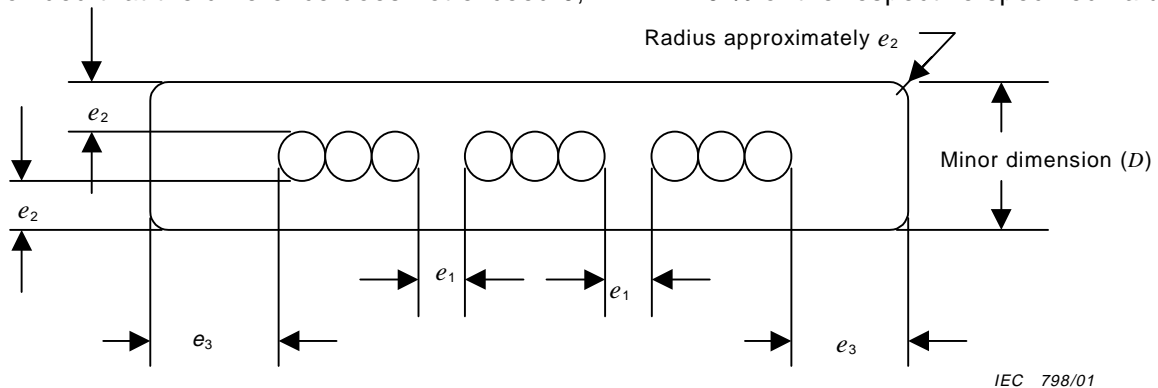 Radius approximately e₂
e₂
Minor dimension (D)
e₂
e₁
e₁
e₃
e₃
IEC 798/01